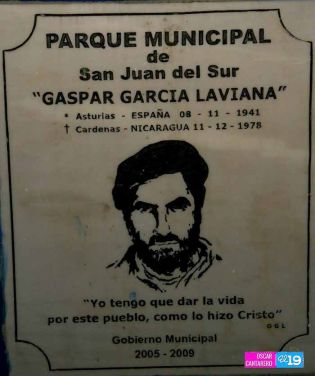 PARQUE MUNICIPAL
de
San Juan del Sur
“GASPAR GARCIA LAVIANA”
* Asturias - ESPAÑA 08 - 11 - 1941
† Cardenas - NICARAGUA 11 - 12 - 1978
“Yo tengo que dar la vida
por este pueblo, como lo hizo Cristo”
G G L
Gobierno Municipal
2005 - 2009
OSCAR
CANTARERO
el19